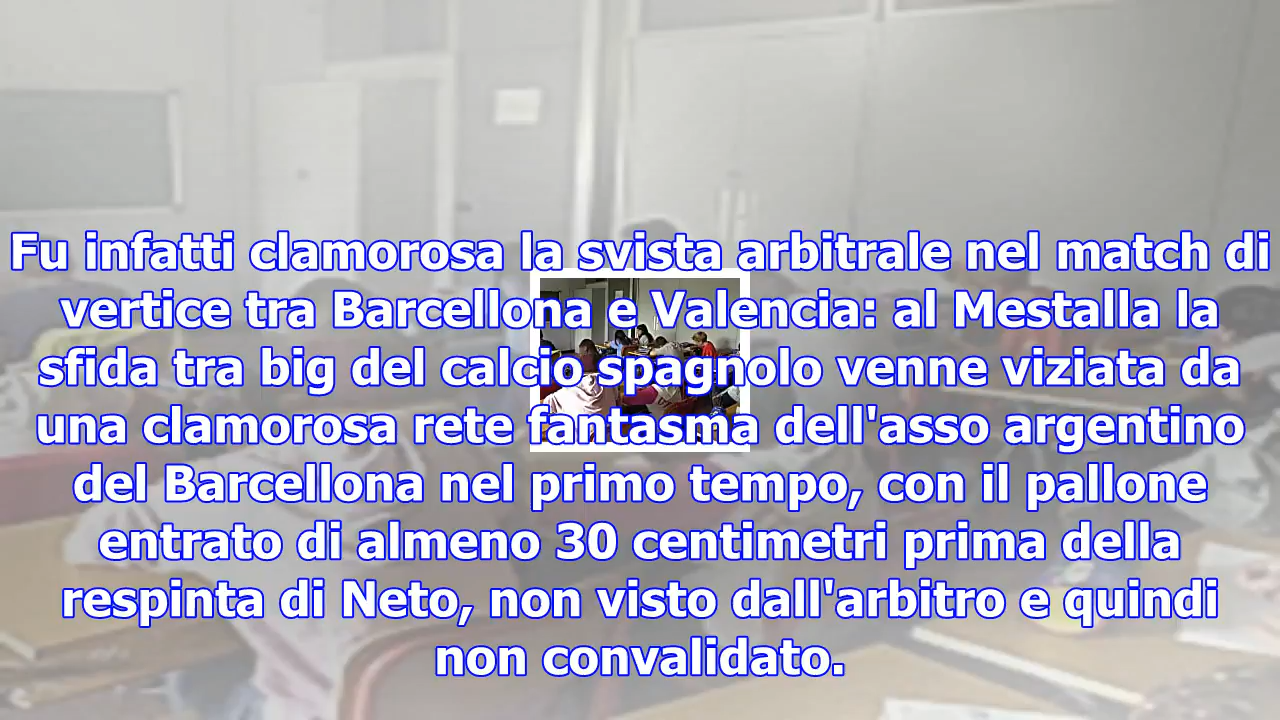 Fu infatti clamorosa la svista arbitrale nel match di
vertice tra Barcellona e Valencia: al Mestalla la
sfida tra big del calcio spagnolo venne viziata da
una clamorosa rete fantasma dell'asso argentino
del Barcellona nel primo tempo, con il pallone
entrato di almeno 30 centimetri prima della
respinta di Neto, non visto dall'arbitro e quindi
non convalidato.